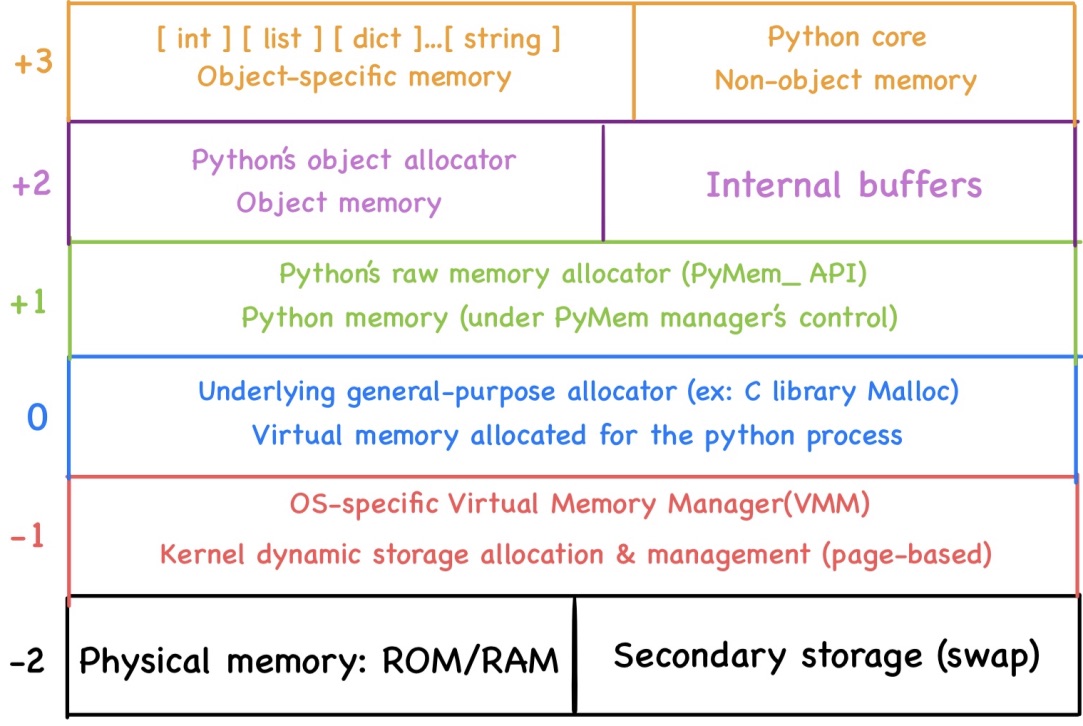 +3
[ int ] [ list ] [ dict ]...[ string ]
Object-specific memory
Python core
Non-object memory
+2
Python's object allocator
Object memory
Internal buffers
+1
Python's raw memory allocator (PyMem_ API)
Python memory (under PyMem manager's control)
0
Underlying general-purpose allocator (ex: C library Malloc)
Virtual memory allocated for the python process
-1
OS-specific Virtual Memory Manager(VMM)
Kernel dynamic storage allocation & management (page-based)
-2
Physical memory: ROM/RAM
Secondary storage (swap)